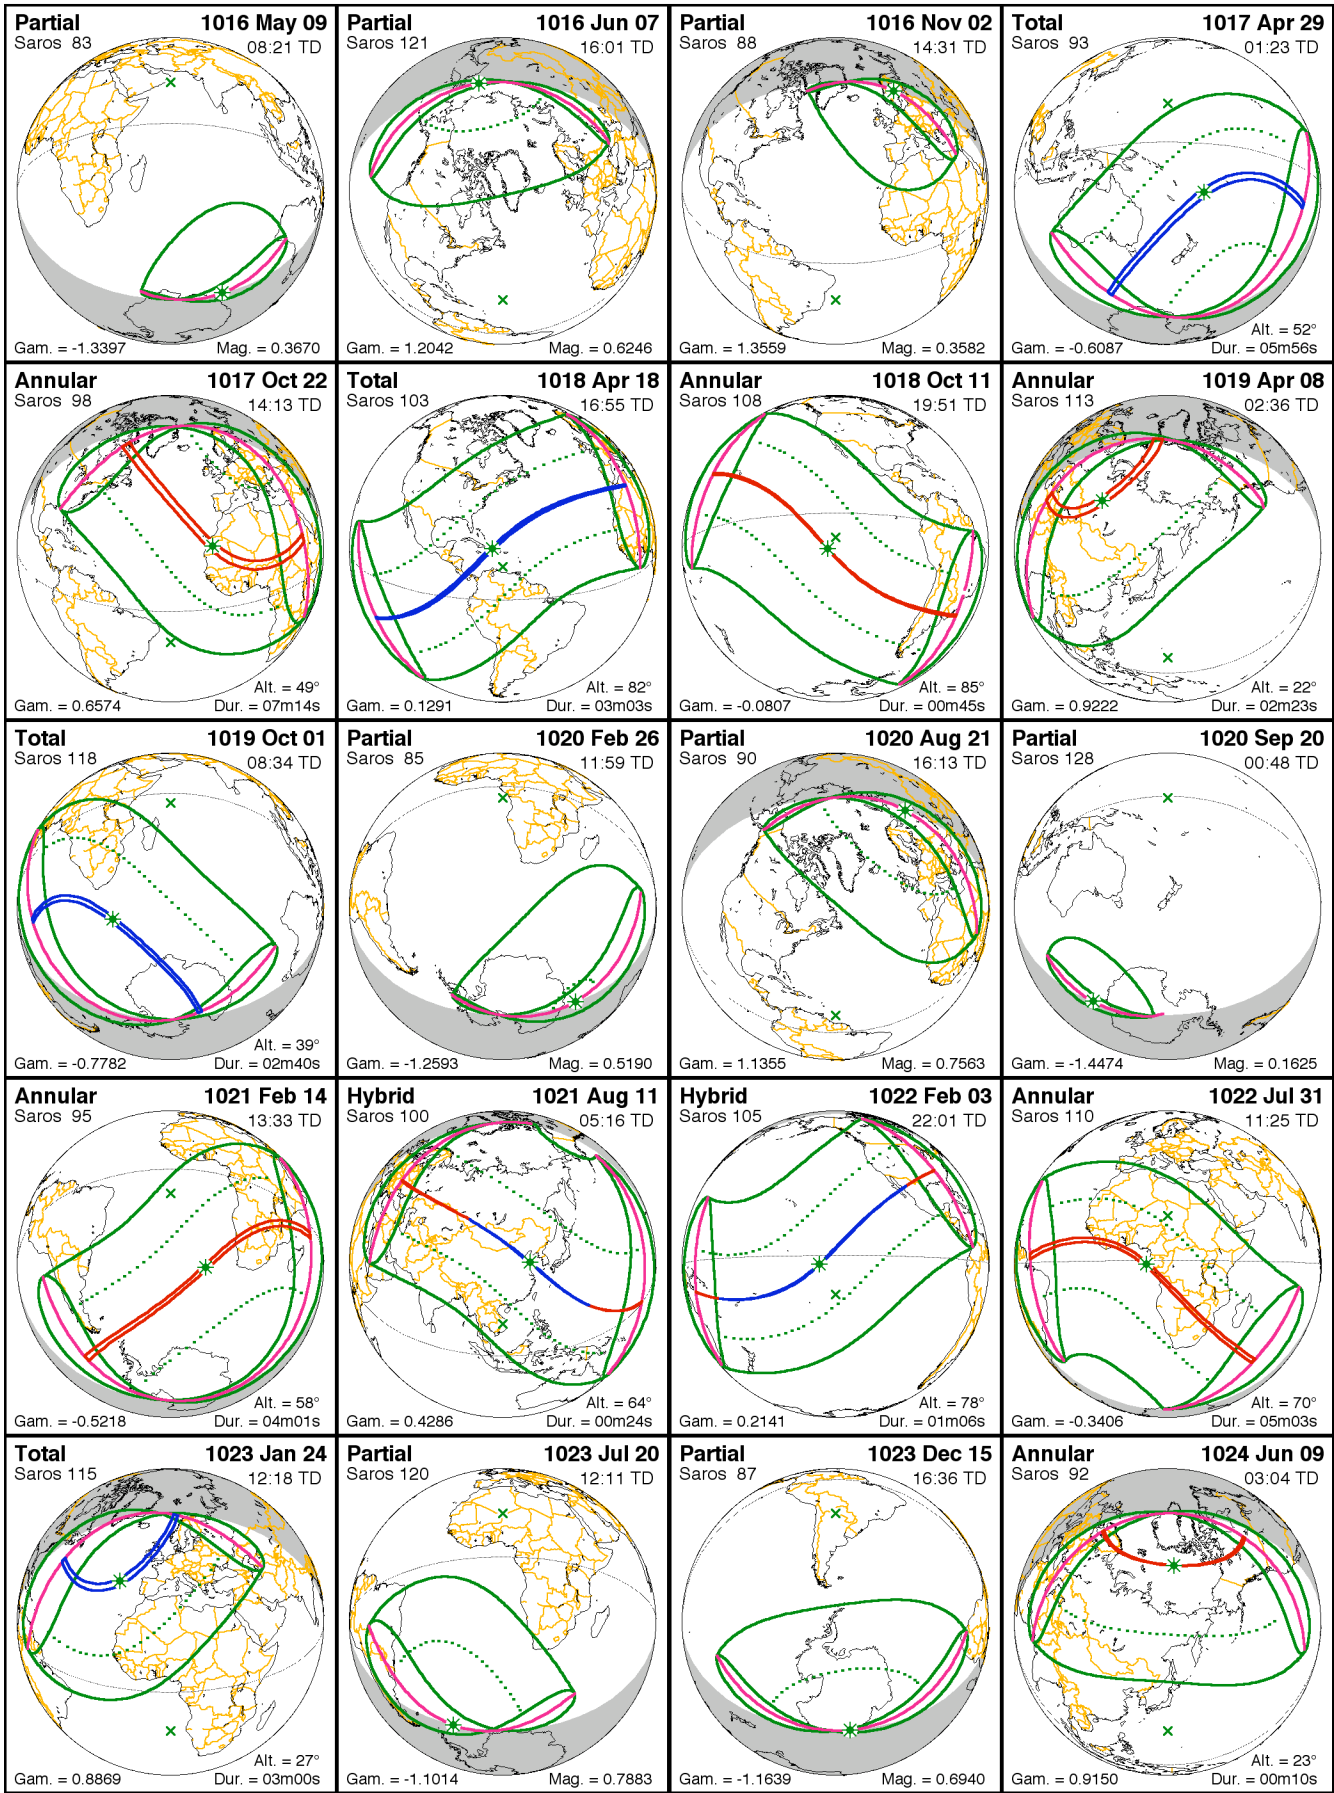 Partial 1016 May 09
Saros 83 08:21 TD
Gam. = -1.3397 Mag. = 0.3670
Partial 1016 Jun 07
Saros 121 16:01 TD
Gam. = 1.2042 Mag. = 0.6246
Partial 1016 Nov 02
Saros 88 14:31 TD
Gam. = 1.3559 Mag. = 0.3582
Total 1017 Apr 29
Saros 93 01:23 TD
Alt. = 52°
Gam. = -0.6087 Dur. = 05m56s
Annular 1017 Oct 22
Saros 98 14:13 TD
Alt. = 49°
Gam. = 0.6574 Dur. = 07m14s
Total 1018 Apr 18
Saros 103 16:55 TD
Alt. = 82°
Gam. = 0.1291 Dur. = 03m03s
Annular 1018 Oct 11
Saros 108 19:51 TD
Alt. = 85°
Gam. = -0.0807 Dur. = 00m45s
Annular 1019 Apr 08
Saros 113 02:36 TD
Alt. = 22°
Gam. = 0.9222 Dur. = 02m23s
Total 1019 Oct 01
Saros 118 08:34 TD
Alt. = 39°
Gam. = -0.7782 Dur. = 02m40s
Partial 1020 Feb 26
Saros 85 11:59 TD
Gam. = -1.2593 Mag. = 0.5190
Partial 1020 Aug 21
Saros 90 16:13 TD
Gam. = 1.1355 Mag. = 0.7563
Partial 1020 Sep 20
Saros 128 00:48 TD
Gam. = -1.4474 Mag. = 0.1625
Annular 1021 Feb 14
Saros 95 13:33 TD
Alt. = 58°
Gam. = -0.5218 Dur. = 04m01s
Hybrid 1021 Aug 11
Saros 100 05:16 TD
Alt. = 64°
Gam. = 0.4286 Dur. = 00m24s
Hybrid 1022 Feb 03
Saros 105 22:01 TD
Alt. = 78°
Gam. = 0.2141 Dur. = 01m06s
Annular 1022 Jul 31
Saros 110 11:25 TD
Alt. = 70°
Gam. = -0.3406 Dur. = 05m03s
Total 1023 Jan 24
Saros 115 12:18 TD
Alt. = 27°
Gam. = 0.8869 Dur. = 03m00s
Partial 1023 Jul 20
Saros 120 12:11 TD
Gam. = -1.1014 Mag. = 0.7883
Partial 1023 Dec 15
Saros 87 16:36 TD
Gam. = -1.1639 Mag. = 0.6940
Annular 1024 Jun 09
Saros 92 03:04 TD
Alt. = 23°
Gam. = 0.9150 Dur. = 00m10s